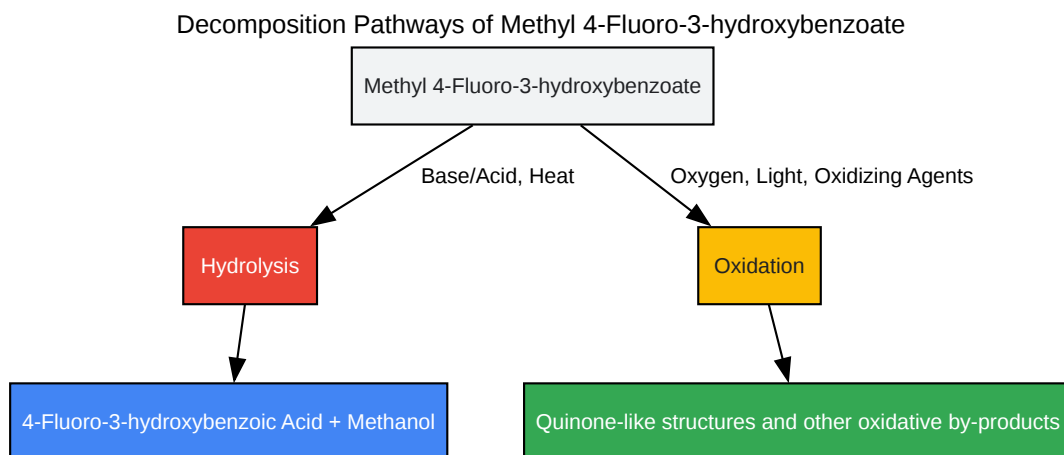 Decomposition Pathways of Methyl 4-Fluoro-3-hydroxybenzoate
Methyl 4-Fluoro-3-hydroxybenzoate
Base/Acid, Heat
Oxygen, Light, Oxidizing Agents
Hydrolysis
Oxidation
4-Fluoro-3-hydroxybenzoic Acid + Methanol
Quinone-like structures and other oxidative by-products